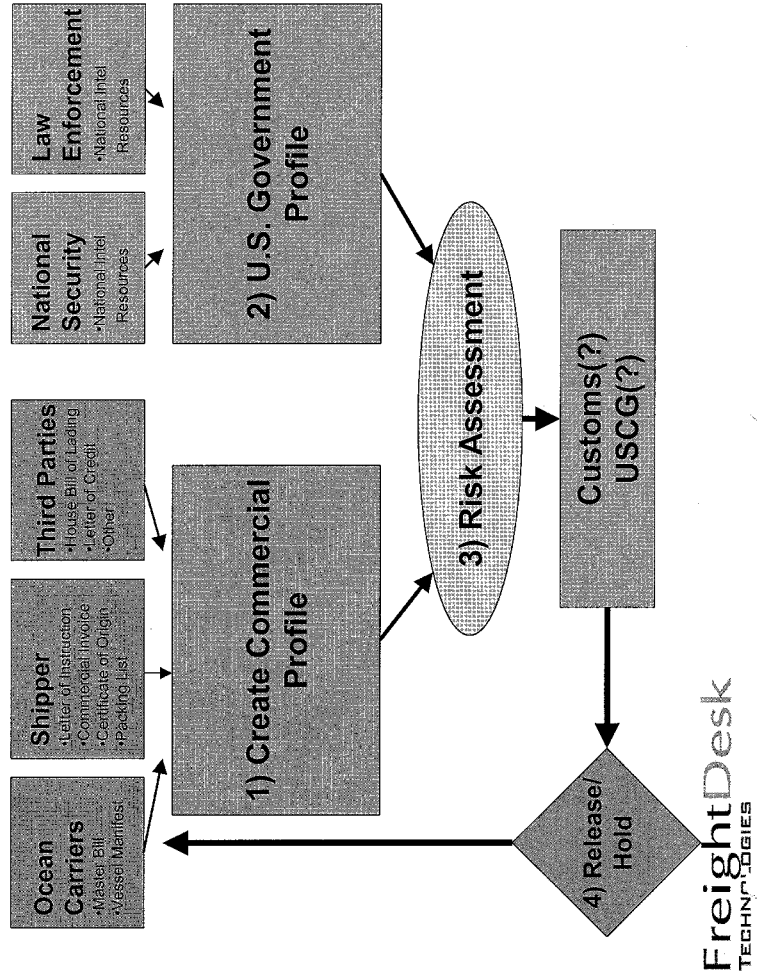 Ocean
Carriers
•Master Bill
•Vessel Manifest
Shipper
•Letter of Instruction
•Commercial Invoice
•Certificate of Origin
•Packing List
Third Parties
•House Bill of Lading
•Letter of Credit
•Other
National
Security
•National Intel
Resources
Law
Enforcement
•National Intel
Resources
1) Create Commercial
Profile
2) U.S. Government
Profile
3) Risk Assessment
Customs(?)
USCG(?)
4) Release/
Hold
FreightDesk
TECHNOLOGIES